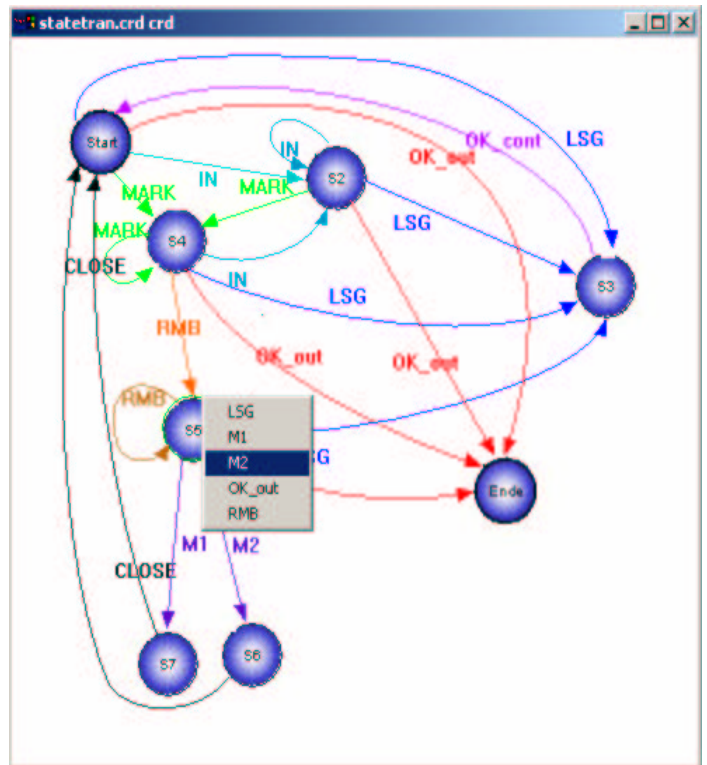 statetran.crd crd
Start
OK_cont
LSG
OK_out
IN
IN
S2
MARK
MARK
MARK
S4
LSG
CLOSE
IN
LSG
S3
RMB
OK_out
OK_out
RMB
S5
LSG
M1
M2
OK_out
RMB
SG
Ende
M1
M2
CLOSE
S7
S6